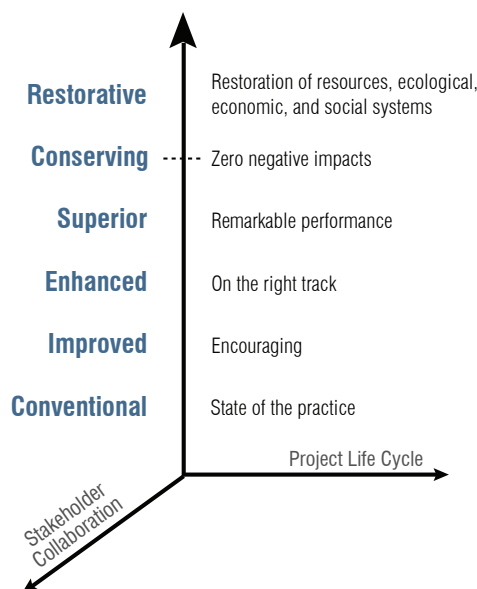 Restorative
Restoration of resources, ecological,
economic, and social systems
Conserving
Zero negative impacts
Superior
Remarkable performance
Enhanced
On the right track
Improved
Encouraging
Conventional
State of the practice
Project Life Cycle
Stakeholder
Collaboration